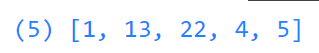 (5) [1, 13, 22, 4, 5]